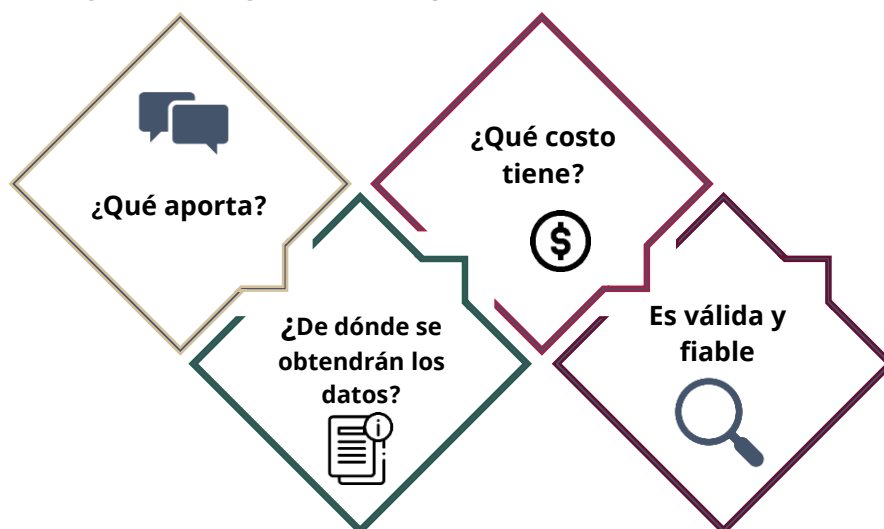 ¿Qué aporta?
¿De dónde se
obtendrán los
datos?
¿Qué costo
tiene?
$
Es válida y
fiable